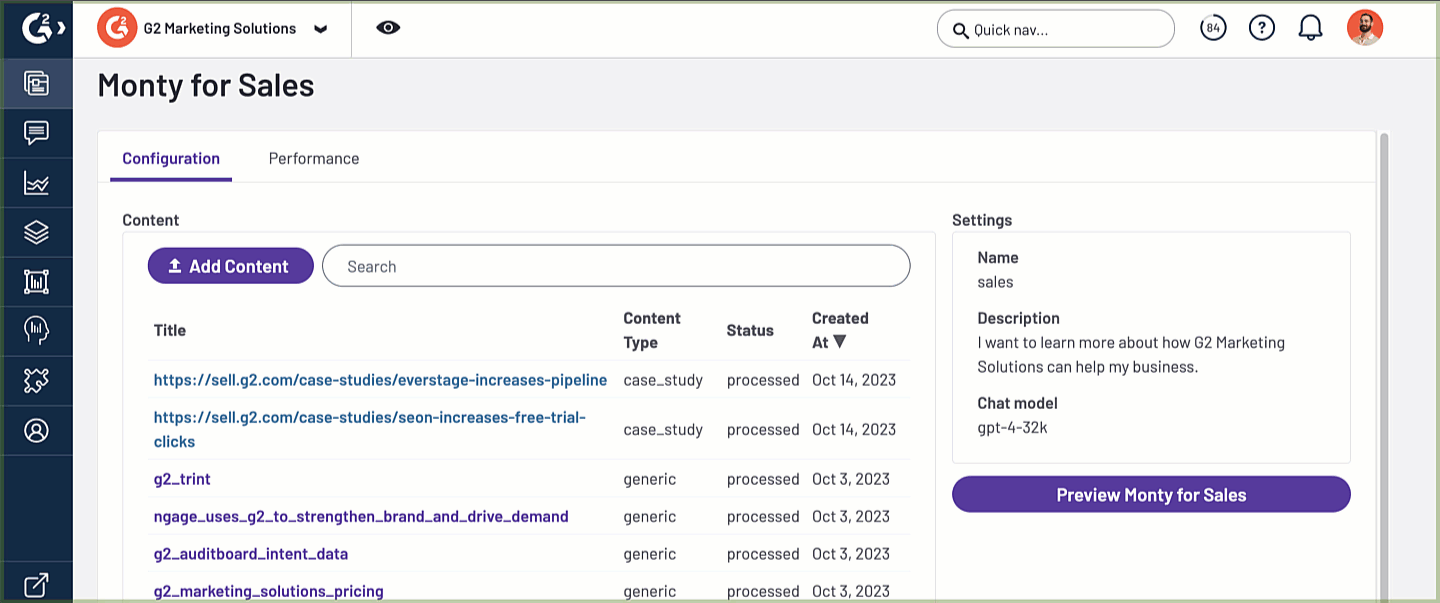 G2
G2 Marketing Solutions
Quick nav...
84
?
Monty for Sales
Configuration
Performance
Content
Add Content
Search
Title
Content Type
Status
Created At ▼
https://sell.g2.com/case-studies/everstage-increases-pipeline case_study processed Oct 14, 2023
https://sell.g2.com/case-studies/seon-increases-free-trial-
clicks
case_study processed Oct 14, 2023
g2_trint generic processed Oct 3, 2023
ngage_uses_g2_to_strengthen_brand_and_drive_demand generic processed Oct 3, 2023
g2_auditboard_intent_data generic processed Oct 3, 2023
g2_marketing_solutions_pricing generic processed Oct 3, 2023
Settings
Name
sales
Description
I want to learn more about how G2 Marketing
Solutions can help my business.
Chat model
gpt-4-32k
Preview Monty for Sales